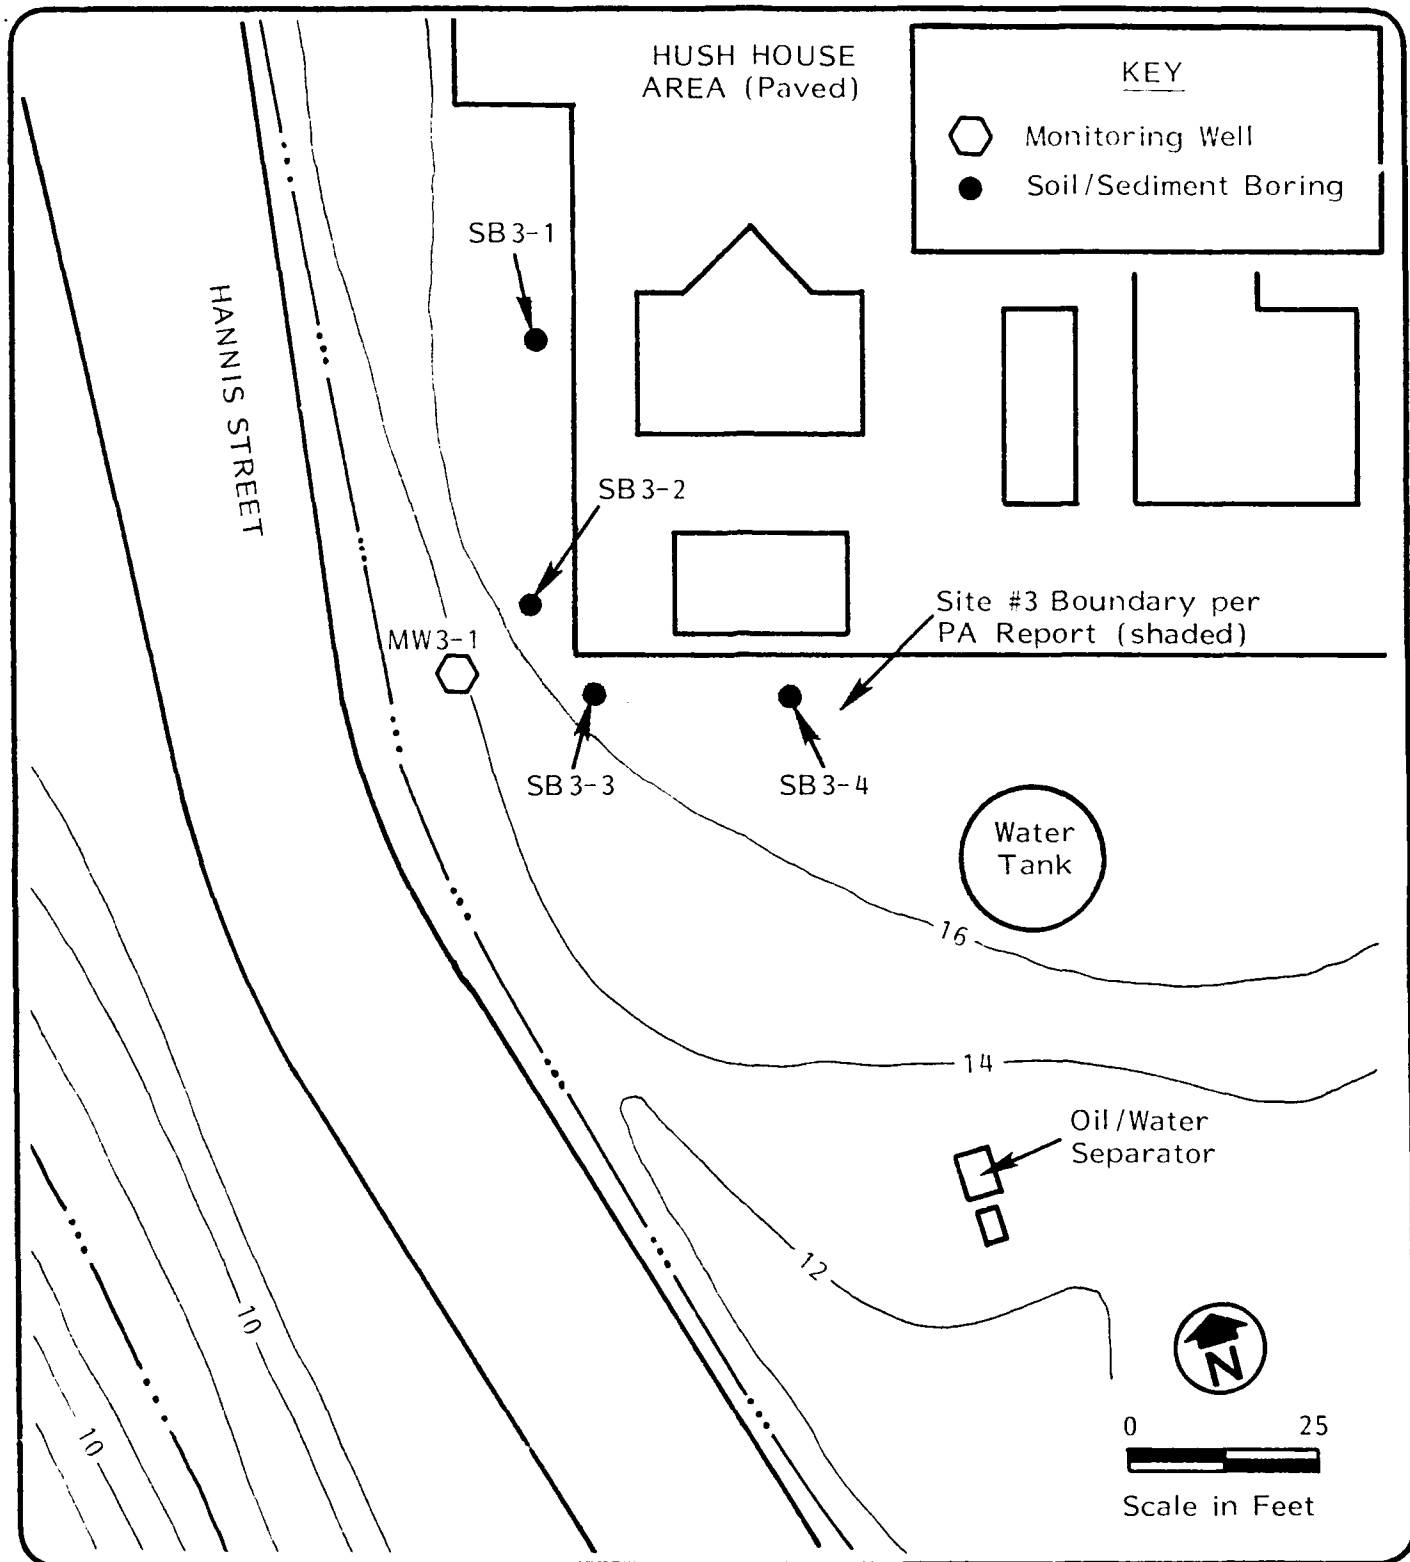 HUSH HOUSE
AREA (Paved)
KEY
Monitoring Well
Soil/Sediment Boring
SB3-1
HANNIS STREET
SB3-2
Site #3 Boundary per
PA Report (shaded)
MW3-1
SB3-3
SB3-4
Water
Tank
16
14
Oil/Water
Separator
12
10
10
N
0 25
Scale in Feet